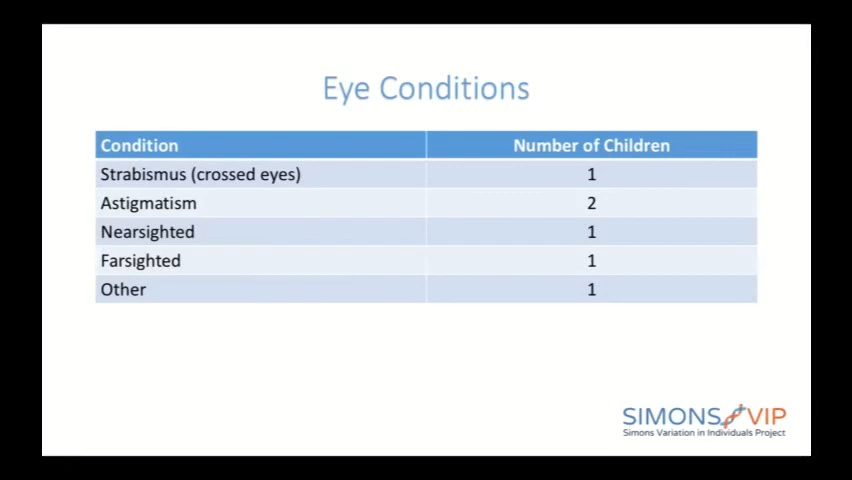 Eye Conditions
Condition Number of Children
Strabismus (crossed eyes) 1
Astigmatism 2
Nearsighted 1
Farsighted 1
Other 1
SIMONS VIP
Simons Variation in Individuals Project